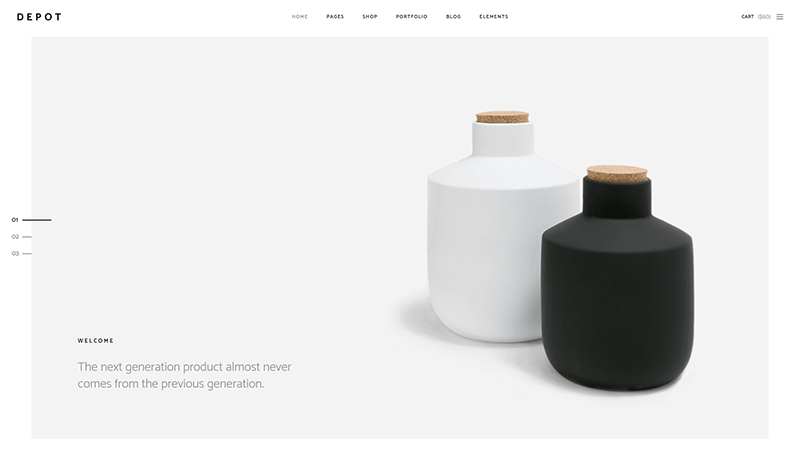 DEPOT
HOME PAGES SHOP PORTFOLIO BLOG ELEMENTS
CART ($60)
01
02
03
WELCOME
The next generation product almost never
comes from the previous generation.